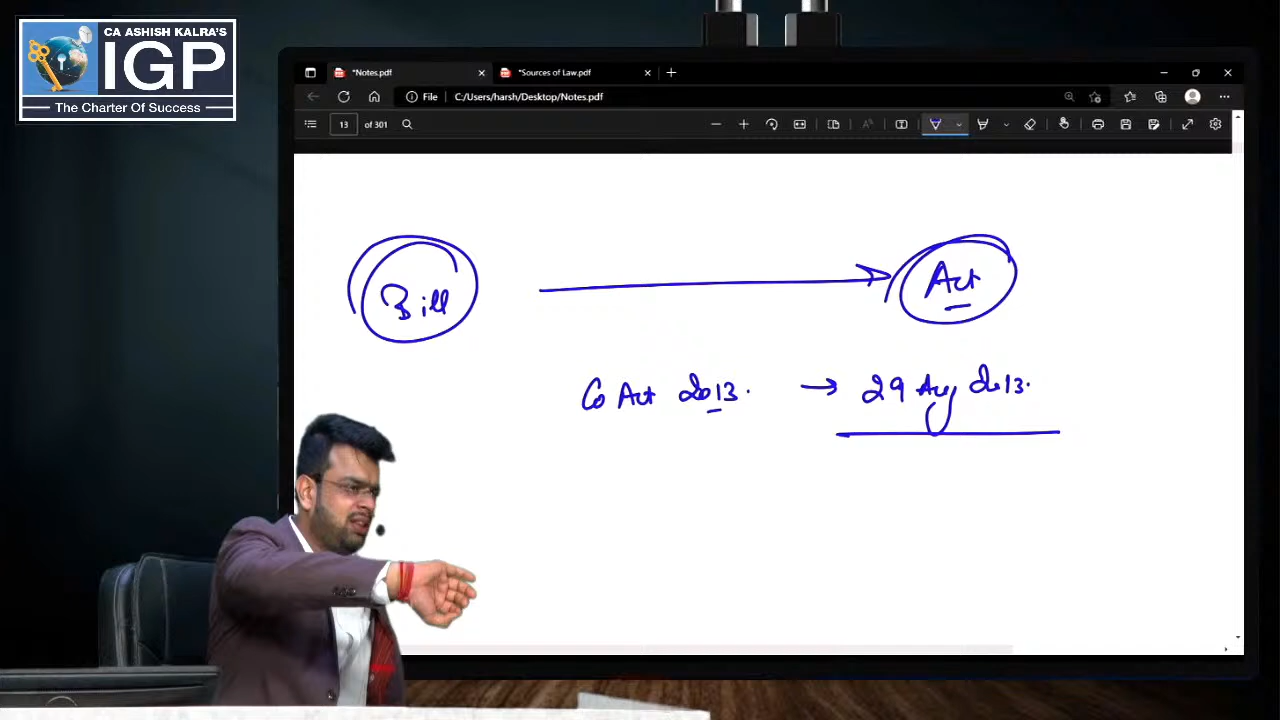 CA ASHISH KALRA'S
IGP
The Charter Of Success
*Notes.pdf
*Sources of Law.pdf
File C:/Users/harsh/Desktop/Notes.pdf
13 of 301
Bill
Act
Co Act 2013. → 29 Aug 2013.